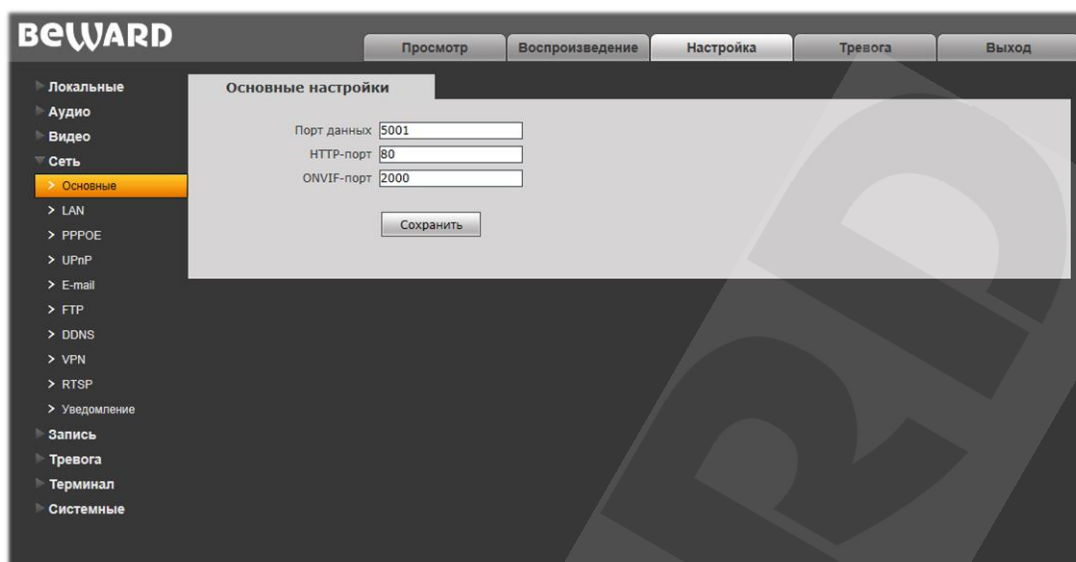 BEWARD
Просмотр
Воспроизведение
Настройка
Тревога
Выход
Локальные
Аудио
Видео
Сеть
> Основные
> LAN
> PPPOE
> UPnP
> E-mail
> FTP
> DDNS
> VPN
> RTSP
> Уведомление
Запись
Тревога
Терминал
Системные
Основные настройки
Порт данных 5001
HTTP-порт 80
ONVIF-порт 2000
Сохранить
RD